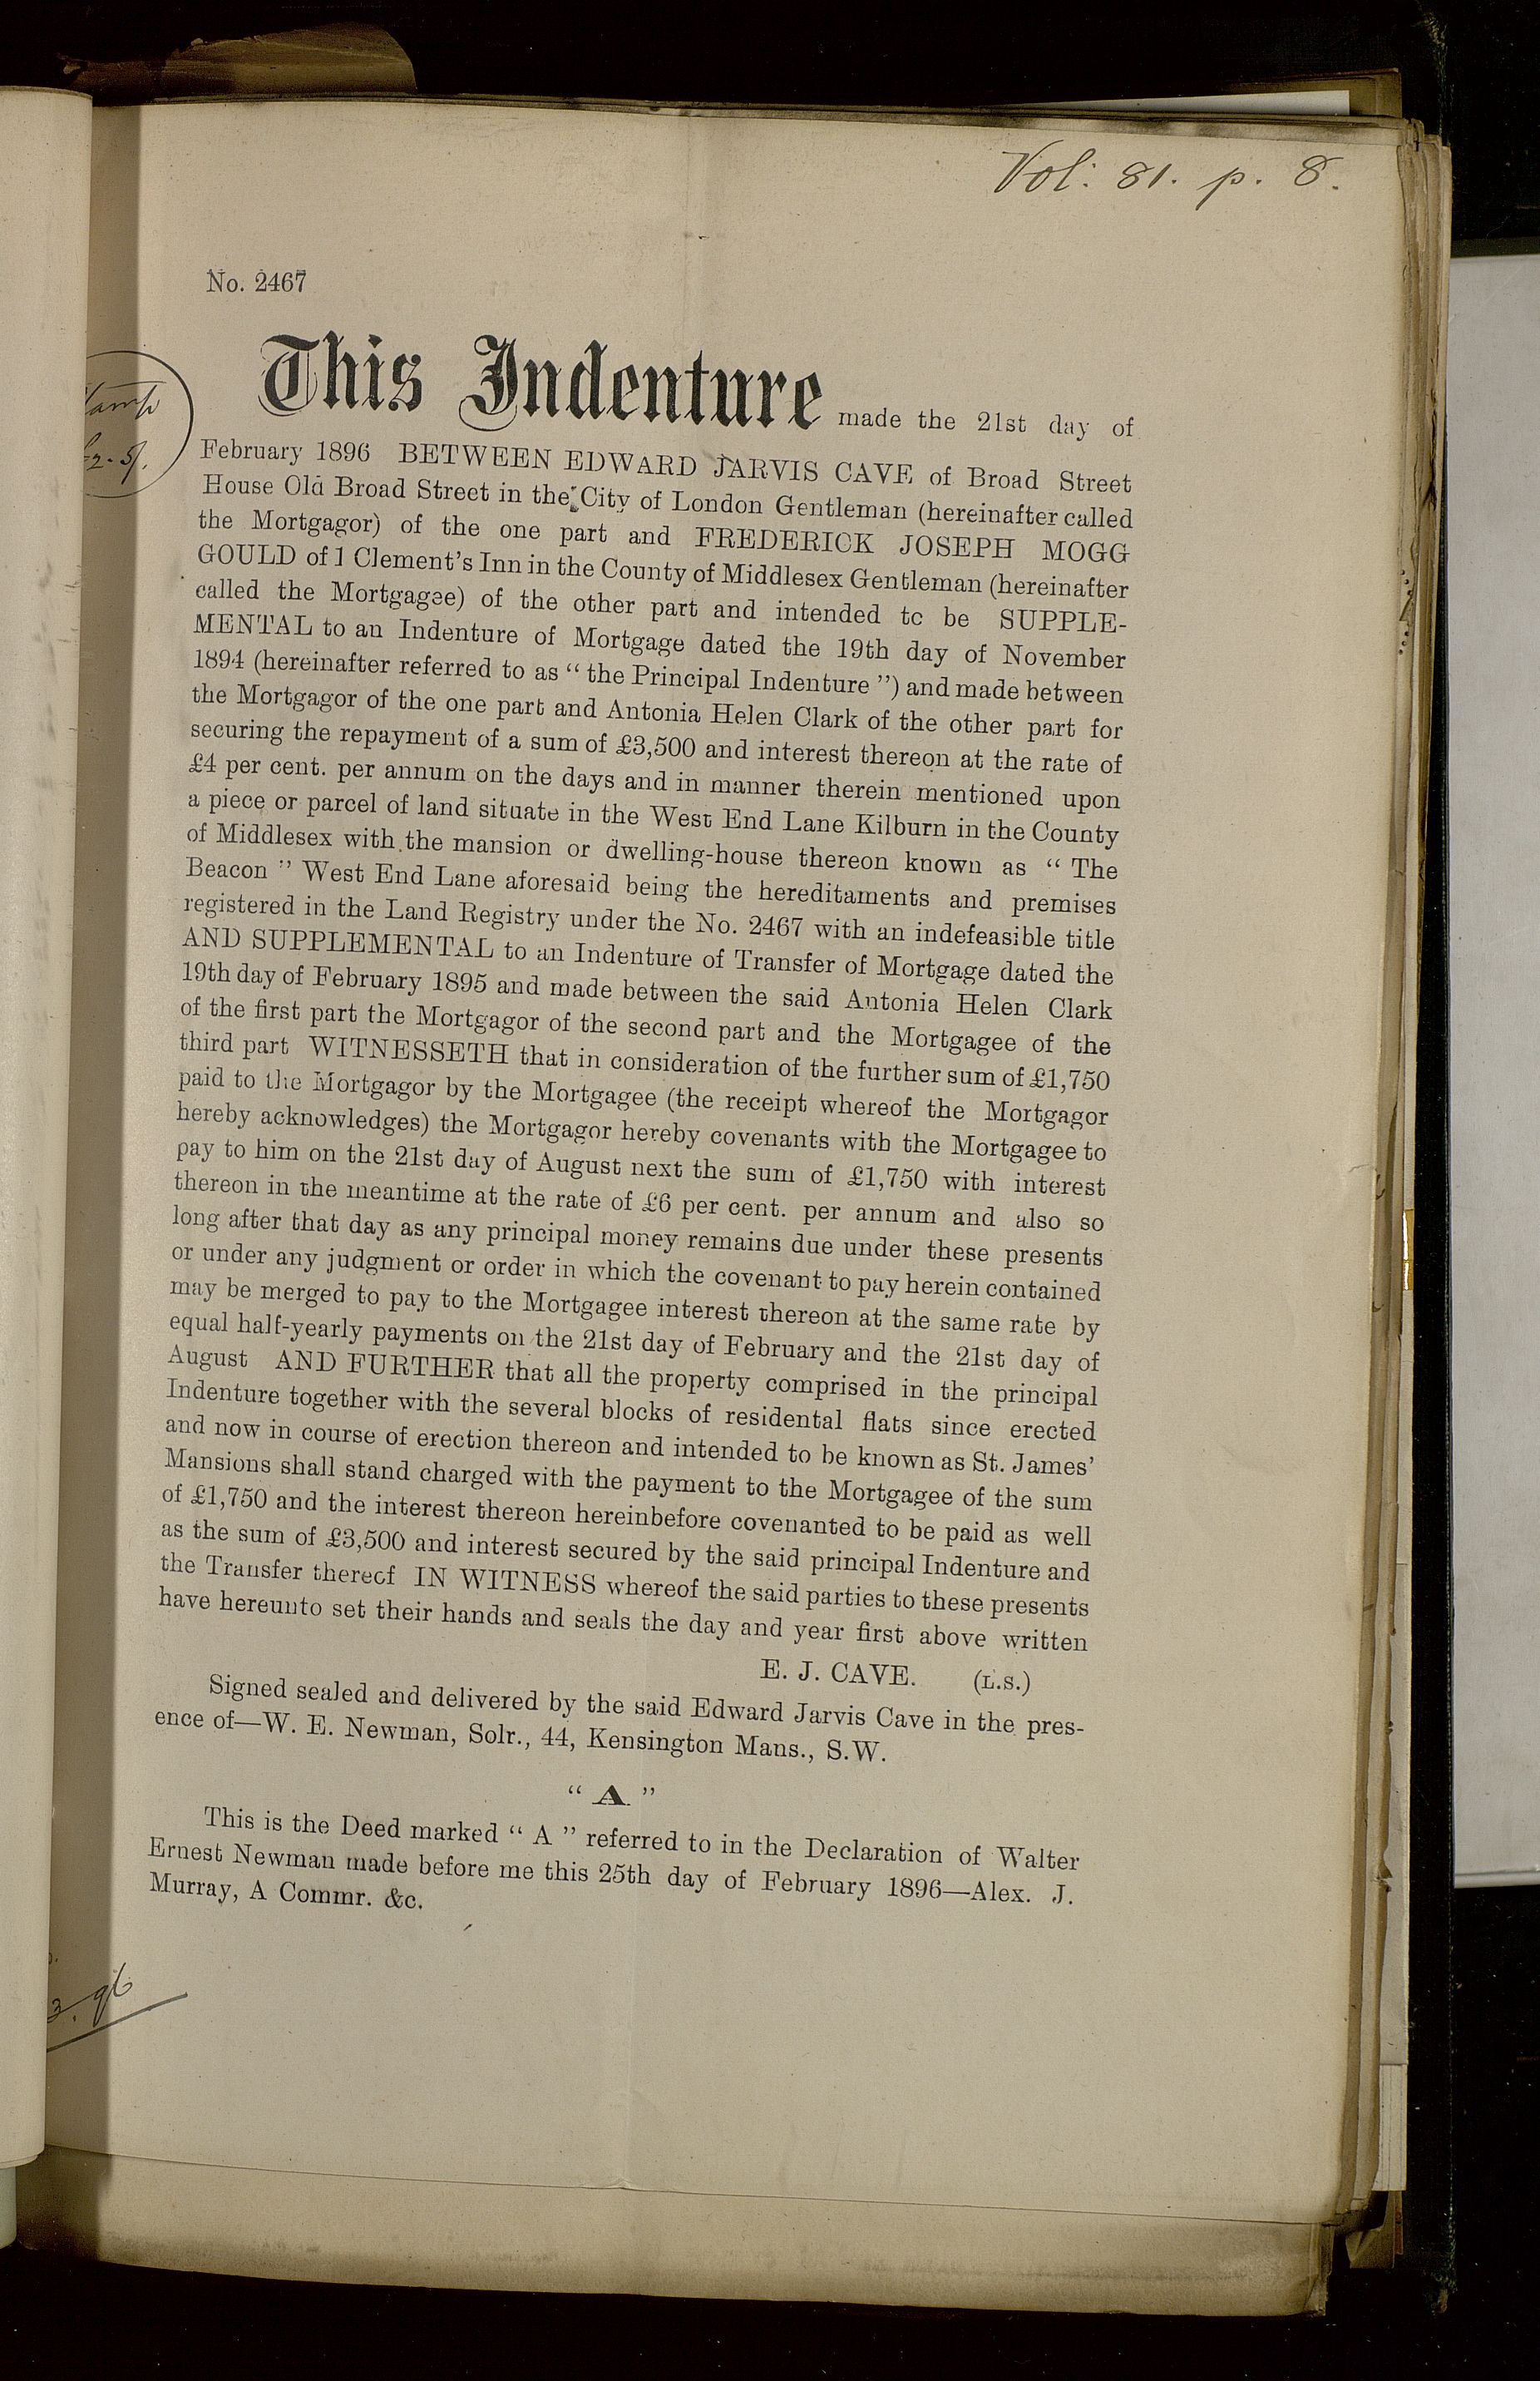 Vol: 81. p. 8.
No. 2467
This Indenture made the 21st day of
February 1896 BETWEEN EDWARD JARVIS CAVE of Broad Street
House Old Broad Street in the City of London Gentleman (hereinafter called
the Mortgagor) of the one part and FREDERICK JOSEPH MOGG
GOULD of 1 Clement's Inn in the County of Middlesex Gentleman (hereinafter
called the Mortgagee) of the other part and intended to be SUPPLE-
MENTAL to an Indenture of Mortgage dated the 19th day of November
1894 (hereinafter referred to as “ the Principal Indenture ”) and made between
the Mortgagor of the one part and Antonia Helen Clark of the other part for
securing the repayment of a sum of £3,500 and interest thereon at the rate of
£4 per cent. per annum on the days and in manner therein mentioned upon
a piece or parcel of land situate in the West End Lane Kilburn in the County
of Middlesex with the mansion or dwelling-house thereon known as “ The
Beacon ” West End Lane aforesaid being the hereditaments and premises
registered in the Land Registry under the No. 2467 with an indefeasible title
AND SUPPLEMENTAL to an Indenture of Transfer of Mortgage dated the
19th day of February 1895 and made between the said Antonia Helen Clark
of the first part the Mortgagor of the second part and the Mortgagee of the
third part WITNESSETH that in consideration of the further sum of £1,750
paid to the Mortgagor by the Mortgagee (the receipt whereof the Mortgagor
hereby acknowledges) the Mortgagor hereby covenants with the Mortgagee to
pay to him on the 21st day of August next the sum of £1,750 with interest
thereon in the meantime at the rate of £6 per cent. per annum and also so
long after that day as any principal money remains due under these presents
or under any judgment or order in which the covenant to pay herein contained
may be merged to pay to the Mortgagee interest thereon at the same rate by
equal half-yearly payments on the 21st day of February and the 21st day of
August AND FURTHER that all the property comprised in the principal
Indenture together with the several blocks of residental flats since erected
and now in course of erection thereon and intended to be known as St. James'
Mansions shall stand charged with the payment to the Mortgagee of the sum
of £1,750 and the interest thereon hereinbefore covenanted to be paid as well
as the sum of £3,500 and interest secured by the said principal Indenture and
the Transfer thereof IN WITNESS whereof the said parties to these presents
have hereunto set their hands and seals the day and year first above written
E. J. CAVE. (L.S.)
Signed sealed and delivered by the said Edward Jarvis Cave in the pres-
ence of—W. E. Newman, Solr., 44, Kensington Mans., S.W.
“ A ”
This is the Deed marked “ A ” referred to in the Declaration of Walter
Ernest Newman made before me this 25th day of February 1896—Alex. J.
Murray, A Commr. &c.
3. 96